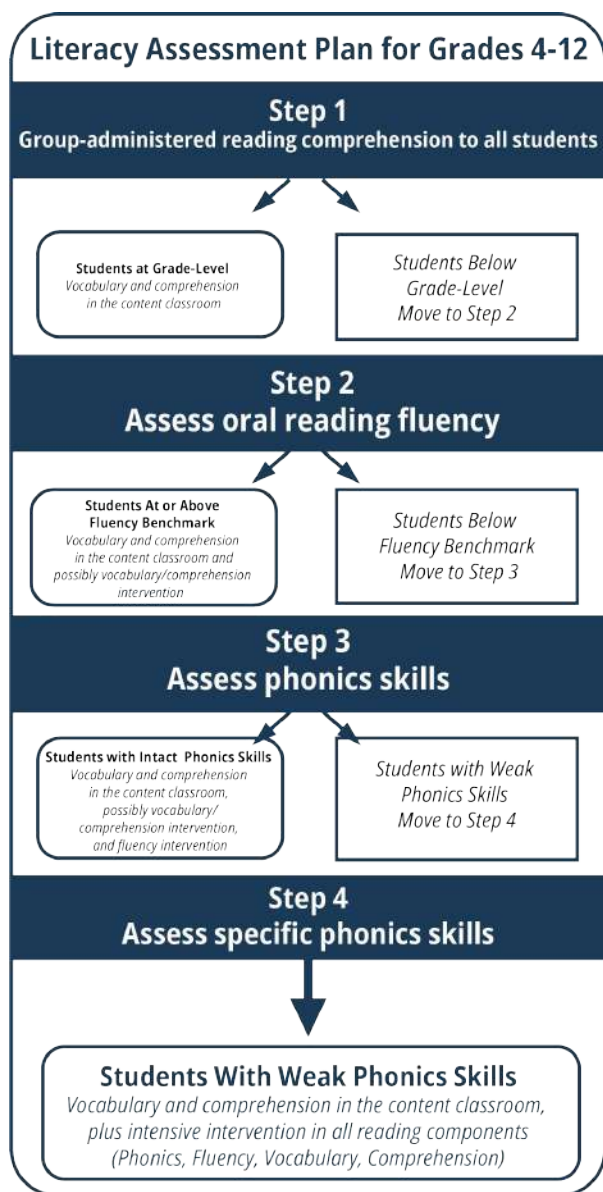 Literacy Assessment Plan for Grades 4-12
Step 1
Group-administered reading comprehension to all students
Students at Grade-Level
Vocabulary and comprehension
in the content classroom
Students Below
Grade-Level
Move to Step 2
Step 2
Assess oral reading fluency
Students At or Above
Fluency Benchmark
Vocabulary and comprehension
in the content classroom and
possibly vocabulary/comprehension
intervention
Students Below
Fluency Benchmark
Move to Step 3
Step 3
Assess phonics skills
Students with Intact Phonics Skills
Vocabulary and comprehension
in the content classroom,
possibly vocabulary/
comprehension intervention,
and fluency intervention
Students with Weak
Phonics Skills
Move to Step 4
Step 4
Assess specific phonics skills
Students With Weak Phonics Skills
Vocabulary and comprehension in the content classroom,
plus intensive intervention in all reading components
(Phonics, Fluency, Vocabulary, Comprehension)